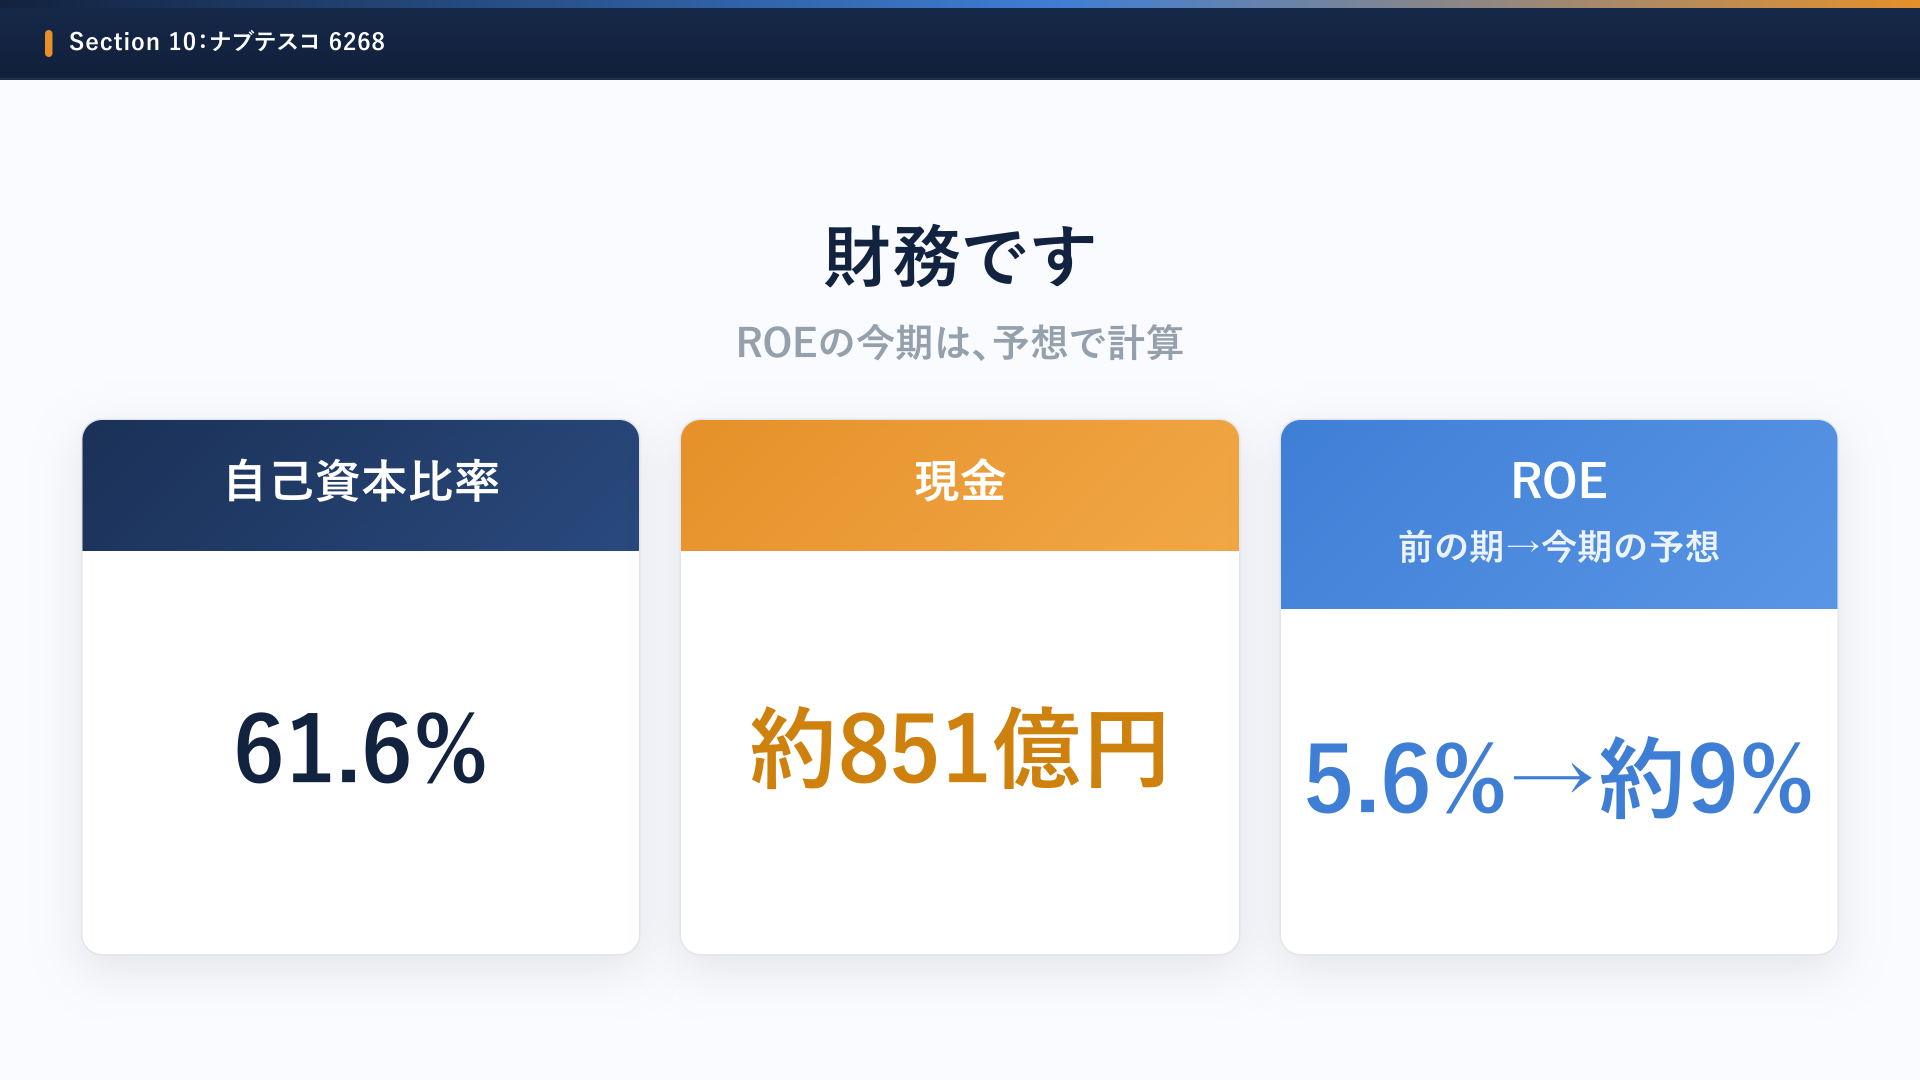 Section 10：ナブテスコ 6268
財務です
ROEの今期は、予想で計算
自己資本比率
61.6%
現金
約851億円
ROE
前の期→今期の予想
5.6%→約9%